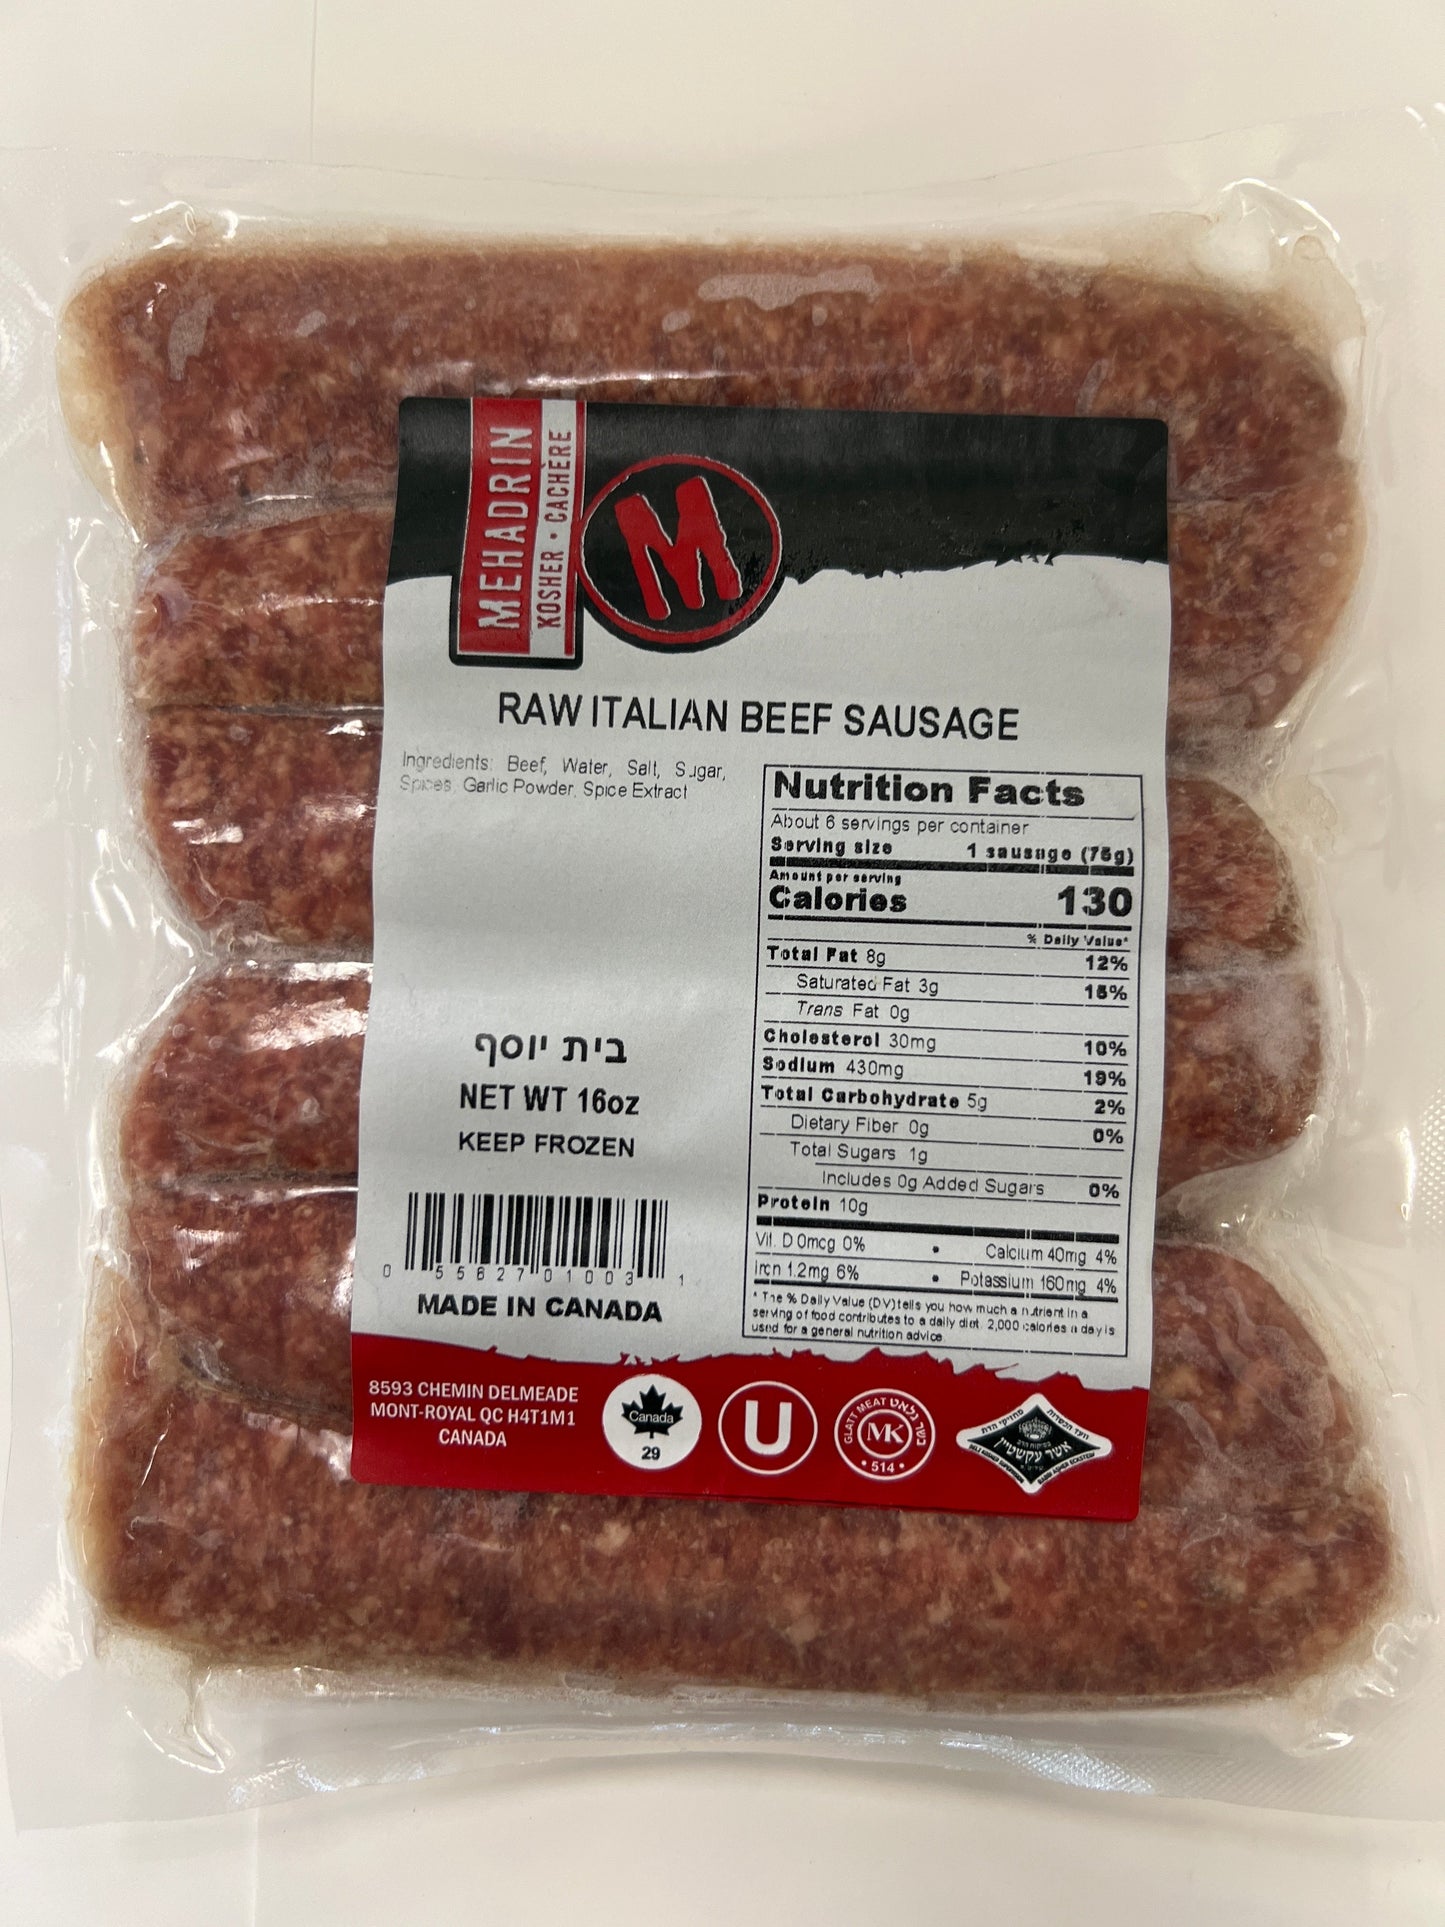 MEHADRIN
KOSHER • CACHÈRE
M
RAW ITALIAN BEEF SAUSAGE
Ingredients: Beef, Water, Salt, Sugar,
Spices, Garlic Powder, Spice Extract
Nutrition Facts
About 6 servings per container
Serving size 1 sausage (75g)
Amount per serving
Calories 130
% Daily Value*
Total Fat 8g 12%
Saturated Fat 3g 15%
Trans Fat 0g
Cholesterol 30mg 10%
Sodium 430mg 19%
Total Carbohydrate 5g 2%
Dietary Fiber 0g 0%
Total Sugars 1g
Includes 0g Added Sugars 0%
Protein 10g
Vit. D 0mcg 0% • Calcium 40mg 4%
Iron 1.2mg 6% • Potassium 160mg 4%
* The % Daily Value (DV) tells you how much a nutrient in a
serving of food contributes to a daily diet. 2,000 calories a day is
used for a general nutrition advice.
בית יוסף
NET WT 16oz
KEEP FROZEN
0 55627 01003 1
MADE IN CANADA
8593 CHEMIN DELMEADE
MONT-ROYAL QC H4T1M1
CANADA
Canada
29
U
GLATT MEAT בשר גלאט
MK
• 514 •
אשר עקשטיין